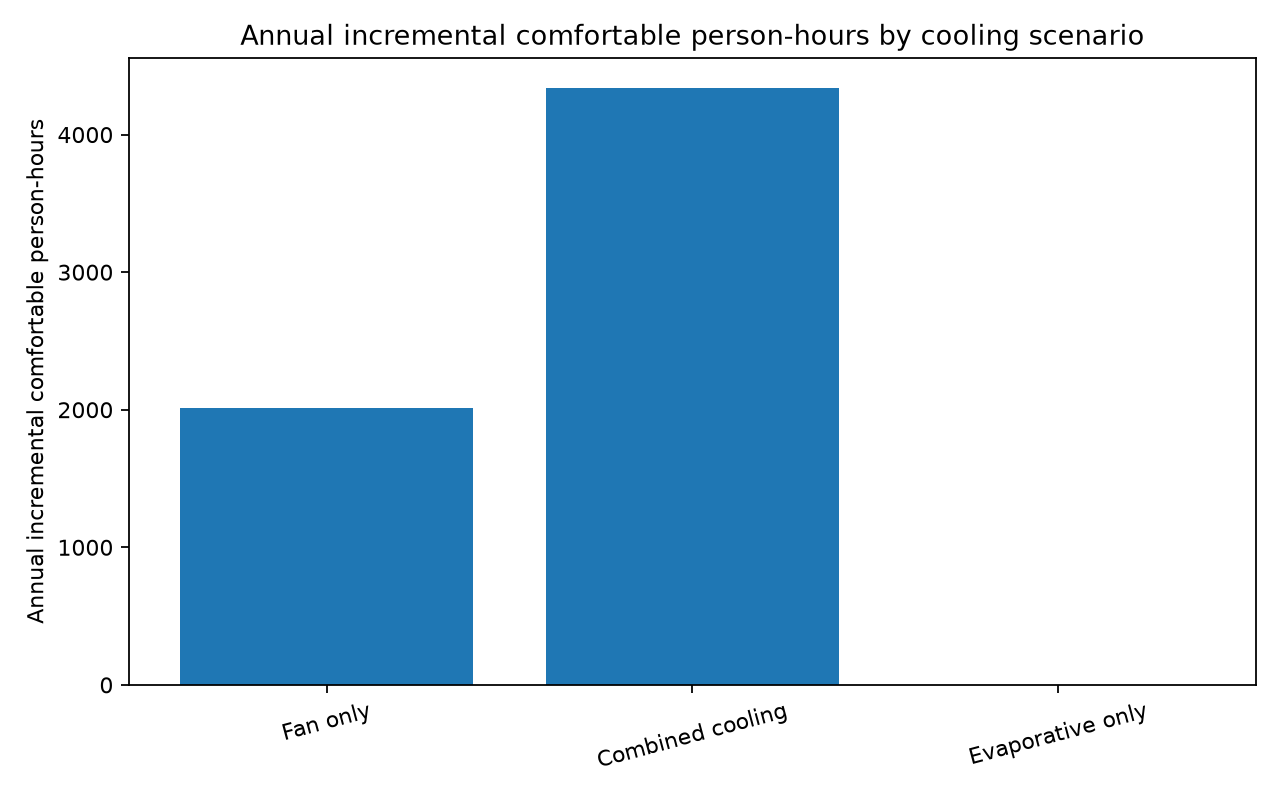 Annual incremental comfortable person-hours by cooling scenario
Annual incremental comfortable person-hours
4000
3000
2000
1000
0
Fan only
Combined cooling
Evaporative only